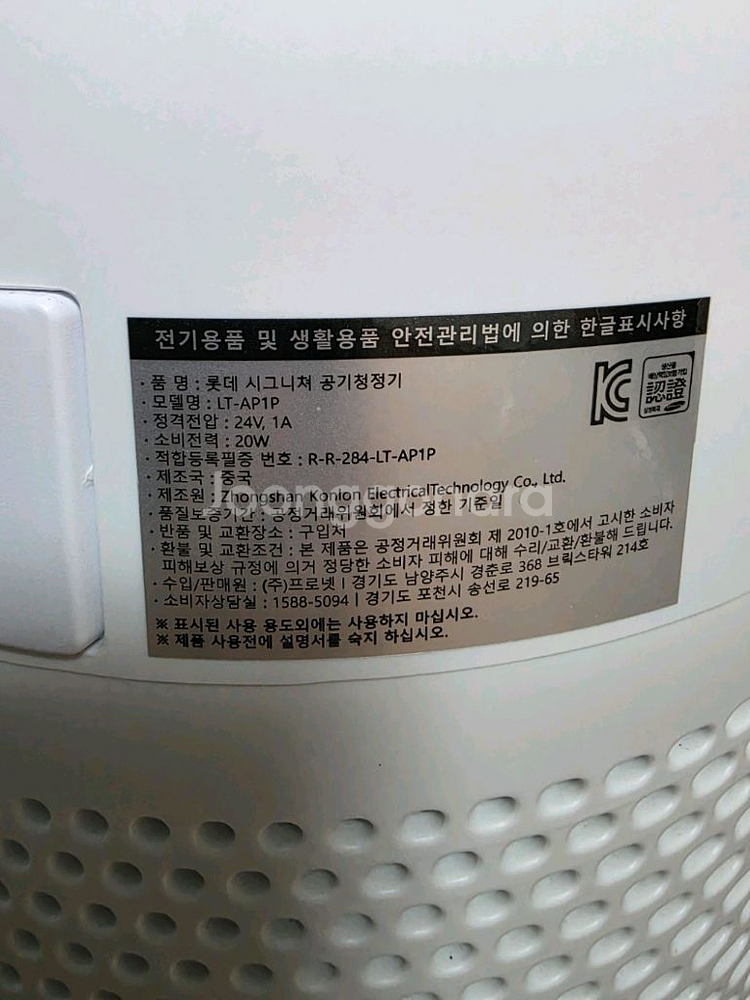 전기용품 및 생활용품 안전관리법에 의한 한글표시사항
· 품 명 : 롯데 시그니쳐 공기청정기
· 모델명 : LT-AP1P
· 정격전압 : 24V, 1A
· 소비전력 : 20W
· 적합등록필증 번호 : R-R-284-LT-AP1P
· 제조국 : 중국
· 제조원 : Zhongshan Konlon ElectricalTechnology Co., Ltd.
· 품질보증기간 : 공정거래위원회에서 정한 기준일
· 반품 및 교환장소 : 구입처
· 환불 및 교환조건 : 본 제품은 공정거래위원회 제 2010-1호에서 고시한 소비자
피해보상 규정에 의거 정당한 소비자 피해에 대해 수리/교환/환불해 드립니다.
· 수입/판매원 : (주)프로넷 | 경기도 남양주시 경춘로 368 브릭스타워 214호
· 소비자상담실 : 1588-5094 | 경기도 포천시 송선로 219-65
※ 표시된 사용 용도외에는 사용하지 마십시오.
※ 제품 사용전에 설명서를 숙지 하십시오.
認證
Joonggonara